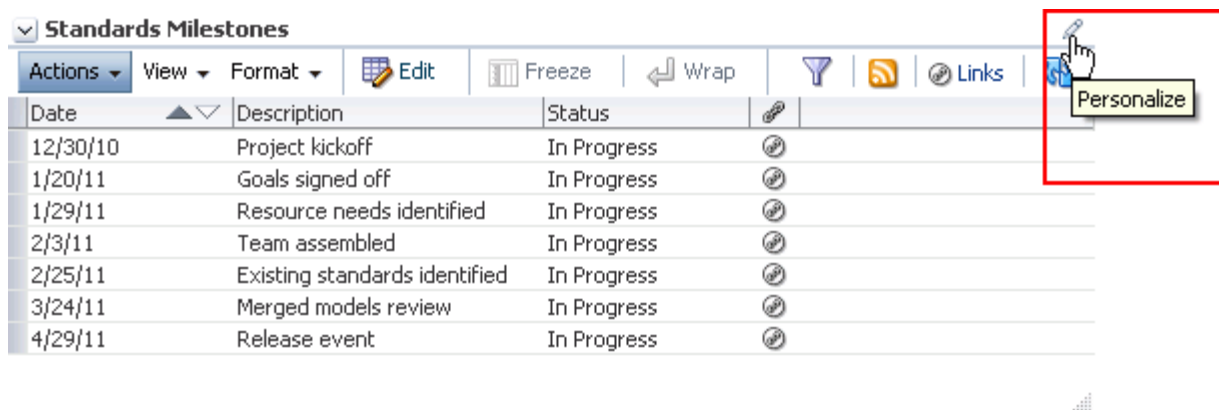 Standards Milestones
Actions View Format Edit Freeze Wrap Links
Personalize
Date Description Status
12/30/10 Project kickoff In Progress
1/20/11 Goals signed off In Progress
1/29/11 Resource needs identified In Progress
2/3/11 Team assembled In Progress
2/25/11 Existing standards identified In Progress
3/24/11 Merged models review In Progress
4/29/11 Release event In Progress